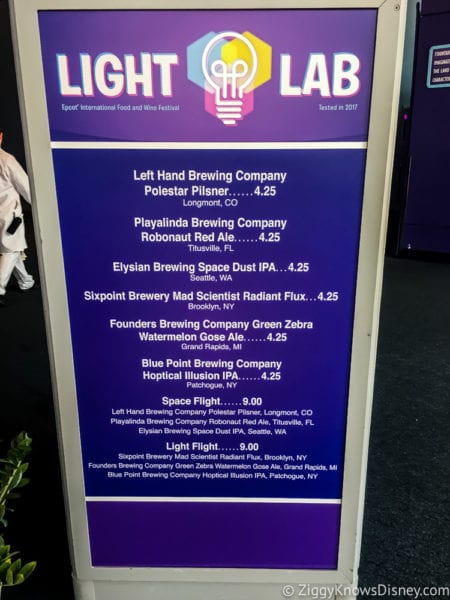 LIGHT LAB
Epcot® International Food and Wine Festival
Tested in 2017
Left Hand Brewing Company
Polestar Pilsner......4.25
Longmont, CO
Playalinda Brewing Company
Robonaut Red Ale......4.25
Titusville, FL
Elysian Brewing Space Dust IPA...4.25
Seattle, WA
Sixpoint Brewery Mad Scientist Radiant Flux...4.25
Brooklyn, NY
Founders Brewing Company Green Zebra
Watermelon Gose Ale......4.25
Grand Rapids, MI
Blue Point Brewing Company
Hoptical Illusion IPA......4.25
Patchogue, NY
Space Flight......9.00
Left Hand Brewing Company Polestar Pilsner, Longmont, CO
Playalinda Brewing Company Robonaut Red Ale, Titusville, FL
Elysian Brewing Space Dust IPA, Seattle, WA
Light Flight......9.00
Sixpoint Brewery Mad Scientist Radiant Flux, Brooklyn, NY
Founders Brewing Company Green Zebra Watermelon Gose Ale, Grand Rapids, MI
Blue Point Brewing Company Hoptical Illusion IPA, Patchogue, NY
FOUNTAIN
IMAGINAT
THE LAND
CHARACTER
© ZiggyKnowsDisney.com